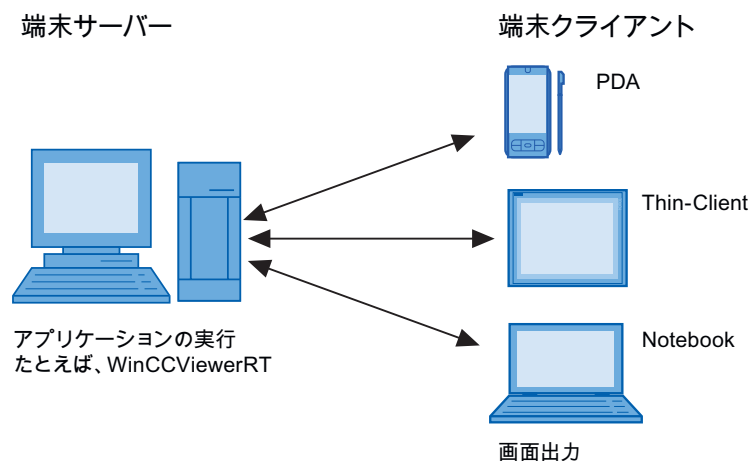 端末サーバー
端末クライアント
PDA
Thin-Client
アプリケーションの実行
たとえば、WinCCViewerRT
Notebook
画面出力